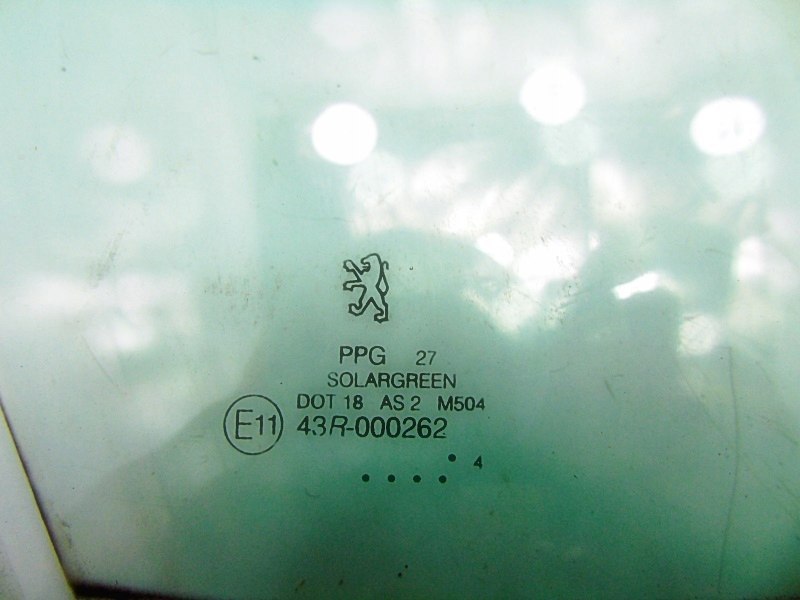 PPG 27
SOLARGREEN
DOT 18 AS 2 M504
E11 43R-000262
4